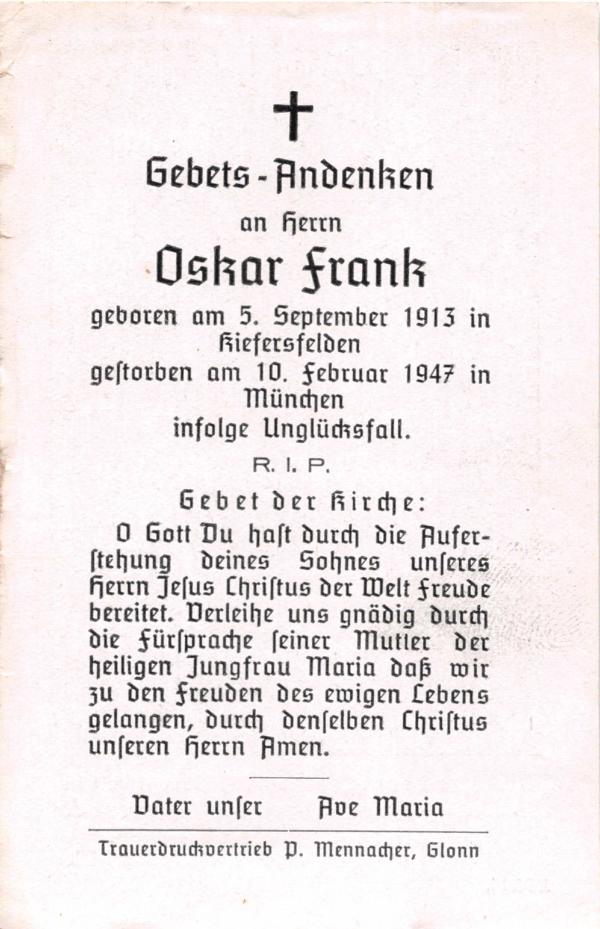 Gebets-Andenken
an Herrn
Oskar Frank
geboren am 5. September 1913 in
Kiefersfelden
gestorben am 10. Februar 1947 in
München
infolge Unglücksfall.
R. I. P.
Gebet der Kirche:
O Gott Du hast durch die Aufer-
stehung deines Sohnes unseres
Herrn Jesus Christus der Welt Freude
bereitet. Verleihe uns gnädig durch
die Fürsprache seiner Mutter der
heiligen Jungfrau Maria daß wir
zu den Freuden des ewigen Lebens
gelangen, durch denselben Christus
unseren Herrn Amen.
Vater unser Ave Maria
Trauerdruckvertrieb P. Mennacher, Glonn